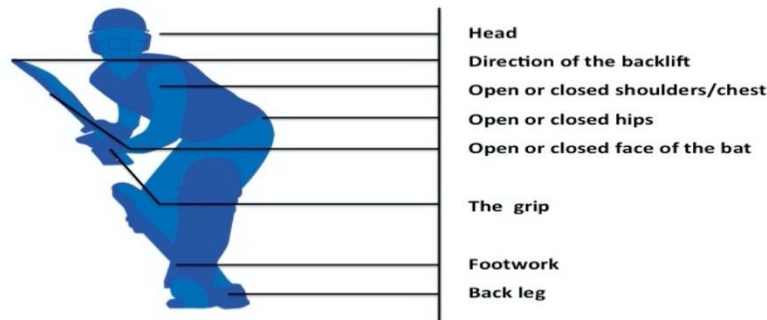 Head
Direction of the backlift
Open or closed shoulders/chest
Open or closed hips
Open or closed face of the bat
The grip
Footwork
Back leg